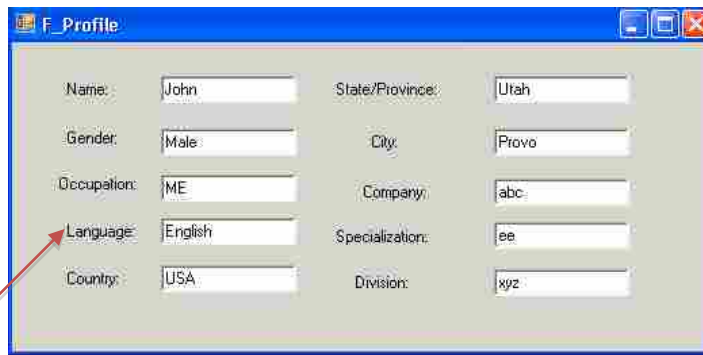 F_Profile
Name: John State/Province: Utah
Gender: Male City: Provo
Occupation: ME Company: abc
Language: English Specialization: ee
Country: USA Division: xyz